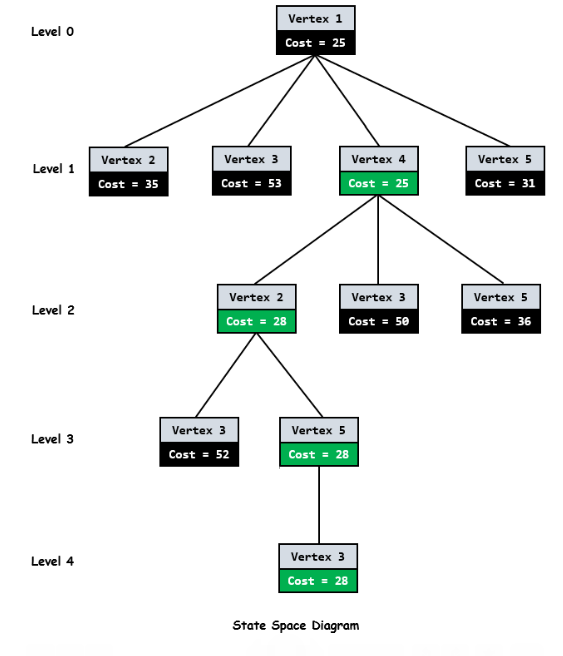 Level 0
Vertex 1
Cost = 25
Level 1
Vertex 2
Cost = 35
Vertex 3
Cost = 53
Vertex 4
Cost = 25
Vertex 5
Cost = 31
Level 2
Vertex 2
Cost = 28
Vertex 3
Cost = 50
Vertex 5
Cost = 36
Level 3
Vertex 3
Cost = 52
Vertex 5
Cost = 28
Level 4
Vertex 3
Cost = 28
State Space Diagram